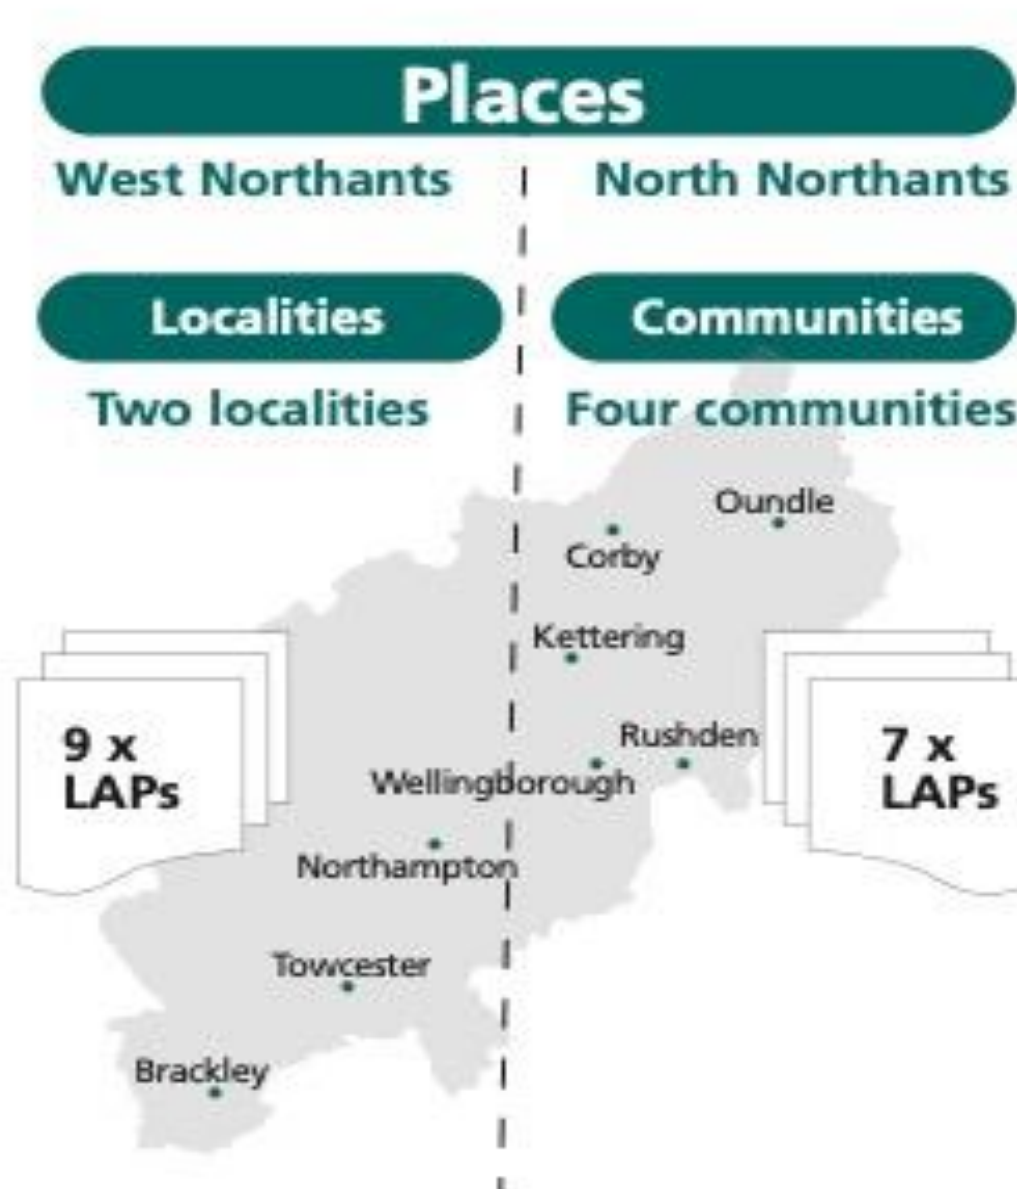 Places
West Northants
North Northants
Localities
Communities
Two localities
Four communities
Oundle
Corby
Kettering
9 x
LAPs
7 x
LAPs
Rushden
Wellingborough
Northampton
Towcester
Brackley